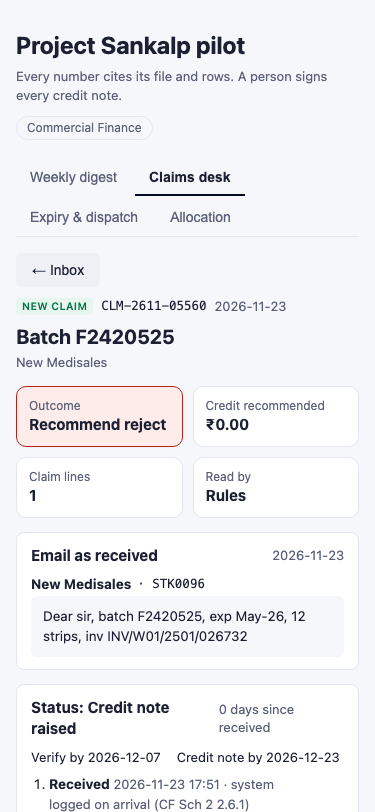 Project Sankalp pilot
Every number cites its file and rows. A person signs
every credit note.
Commercial Finance
Weekly digest
Claims desk
Expiry & dispatch
Allocation
← Inbox
NEW CLAIM CLM-2611-05560 2026-11-23
Batch F2420525
New Medisales
Outcome
Recommend reject
Credit recommended
₹0.00
Claim lines
1
Read by
Rules
Email as received 2026-11-23
New Medisales · STK0096
Dear sir, batch F2420525, exp May-26, 12
strips, inv INV/W01/2501/026732
Status: Credit note
raised
0 days since
received
Verify by 2026-12-07 Credit note by 2026-12-23
1. Received 2026-11-23 17:51 · system
logged on arrival (CF Sch 2 2.6.1)